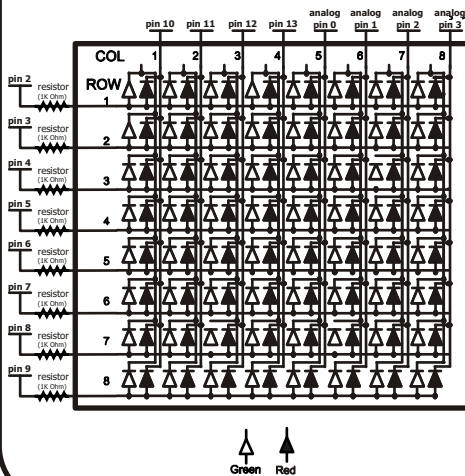 analog analog analog analog
pin 10 pin 11 pin 12 pin 13 pin 0 pin 1 pin 2 pin 3
COL 1 2 3 4 5 6 7 8
ROW
pin 2 resistor (1K Ohm) 1
pin 3 resistor (1K Ohm) 2
pin 4 resistor (1K Ohm) 3
pin 5 resistor (1K Ohm) 4
pin 6 resistor (1K Ohm) 5
pin 7 resistor (1K Ohm) 6
pin 8 resistor (1K Ohm) 7
pin 9 resistor (1K Ohm) 8
Green Red